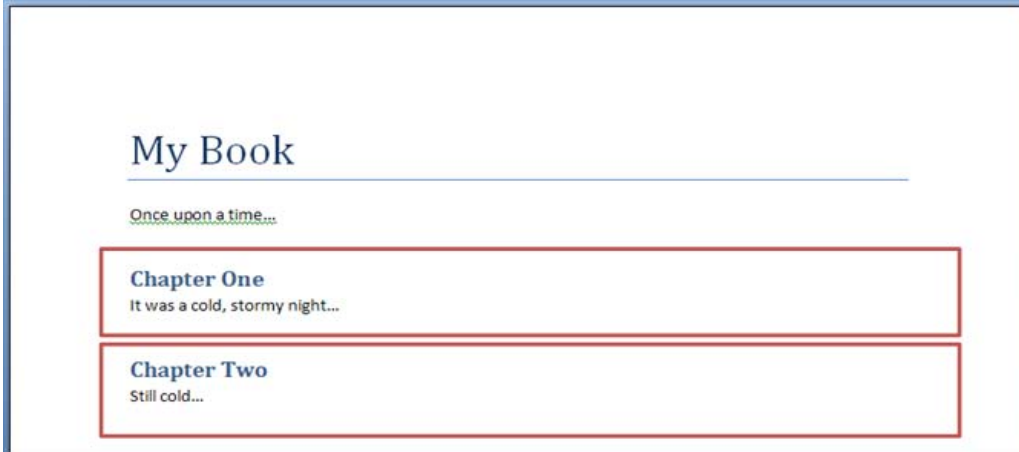 My Book
Once upon a time...
Chapter One
It was a cold, stormy night...
Chapter Two
Still cold...